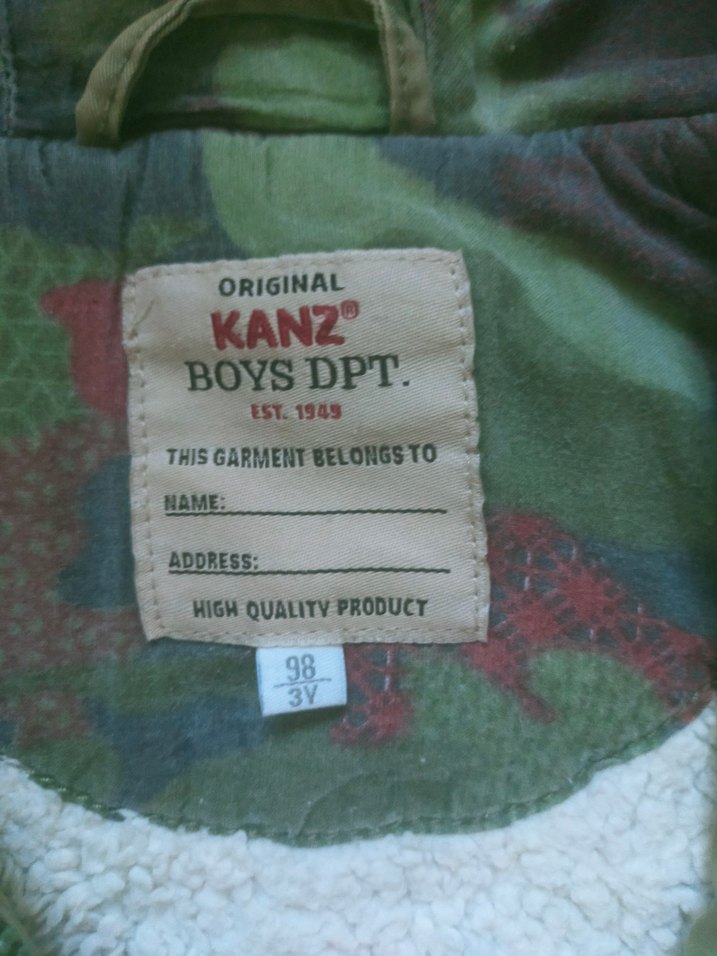 ORIGINAL
KANZ®
BOYS DPT.
EST. 1949
THIS GARMENT BELONGS TO
NAME:
ADDRESS:
HIGH QUALITY PRODUCT
98
3Y